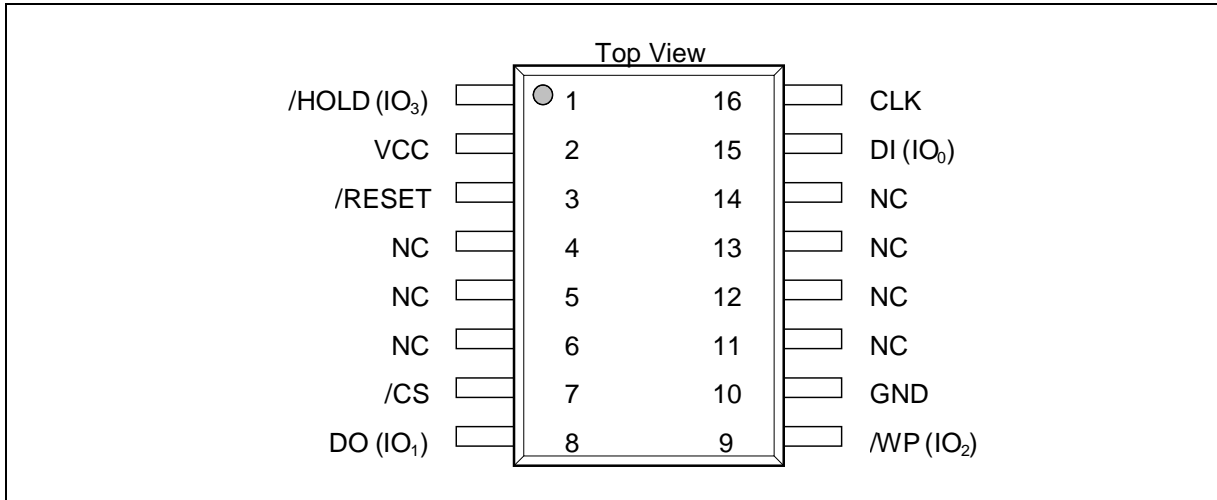 Top View
/HOLD (IO₃) 1 16 CLK
VCC 2 15 DI (IO₀)
/RESET 3 14 NC
NC 4 13 NC
NC 5 12 NC
NC 6 11 NC
/CS 7 10 GND
DO (IO₁) 8 9 /WP (IO₂)